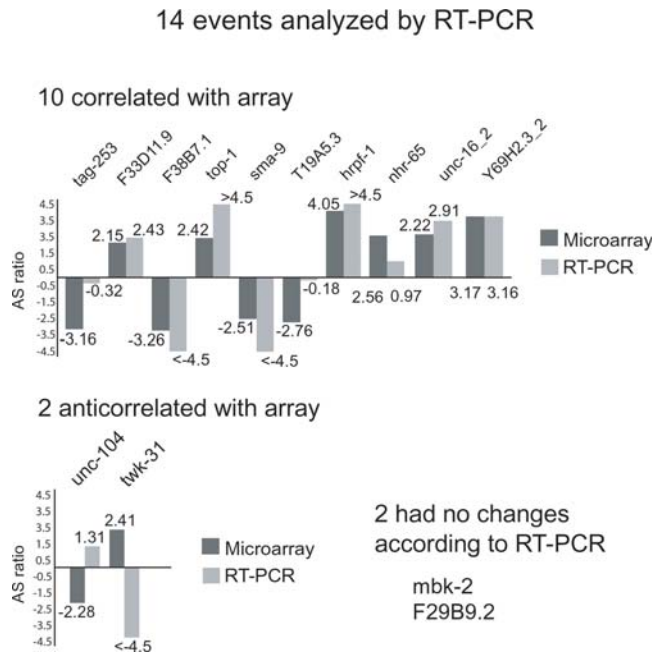 14 events analyzed by RT-PCR
10 correlated with array
tag-253
F33D11.9
F38B7.1
top-1
sma-9
T19A5.3
hrpf-1
nhr-65
unc-16_2
Y69H2.3_2
AS ratio
4.5
3.5
2.5
1.5
0.5
-0.5
-1.5
-2.5
-3.5
-4.5
-3.16
-0.32
2.15
2.43
-3.26
<-4.5
2.42
>4.5
-2.51
<-4.5
-2.76
-0.18
4.05
>4.5
2.56
0.97
2.22
2.91
3.17
3.16
Microarray
RT-PCR
2 anticorrelated with array
unc-104
twk-31
AS ratio
4.5
3.5
2.5
1.5
0.5
-0.5
-1.5
-2.5
-3.5
-4.5
-2.28
1.31
2.41
<-4.5
Microarray
RT-PCR
2 had no changes
according to RT-PCR
mbk-2
F29B9.2